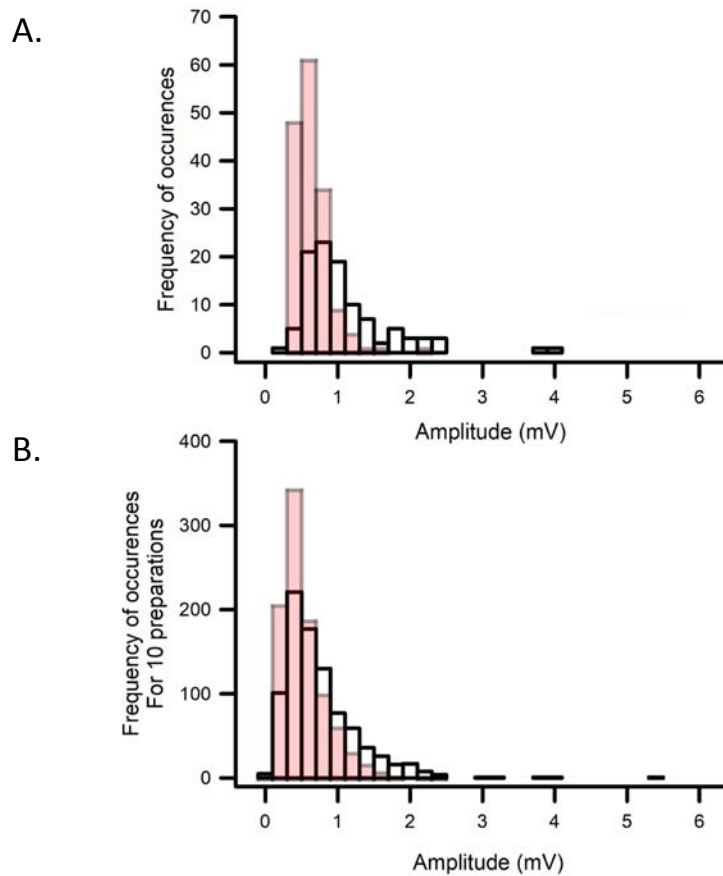 A.
70
60
50
40
30
20
10
0
Frequency of occurences
0 1 2 3 4 5 6
Amplitude (mV)
B.
400
300
200
100
0
Frequency of occurences
For 10 preparations
0 1 2 3 4 5 6
Amplitude (mV)